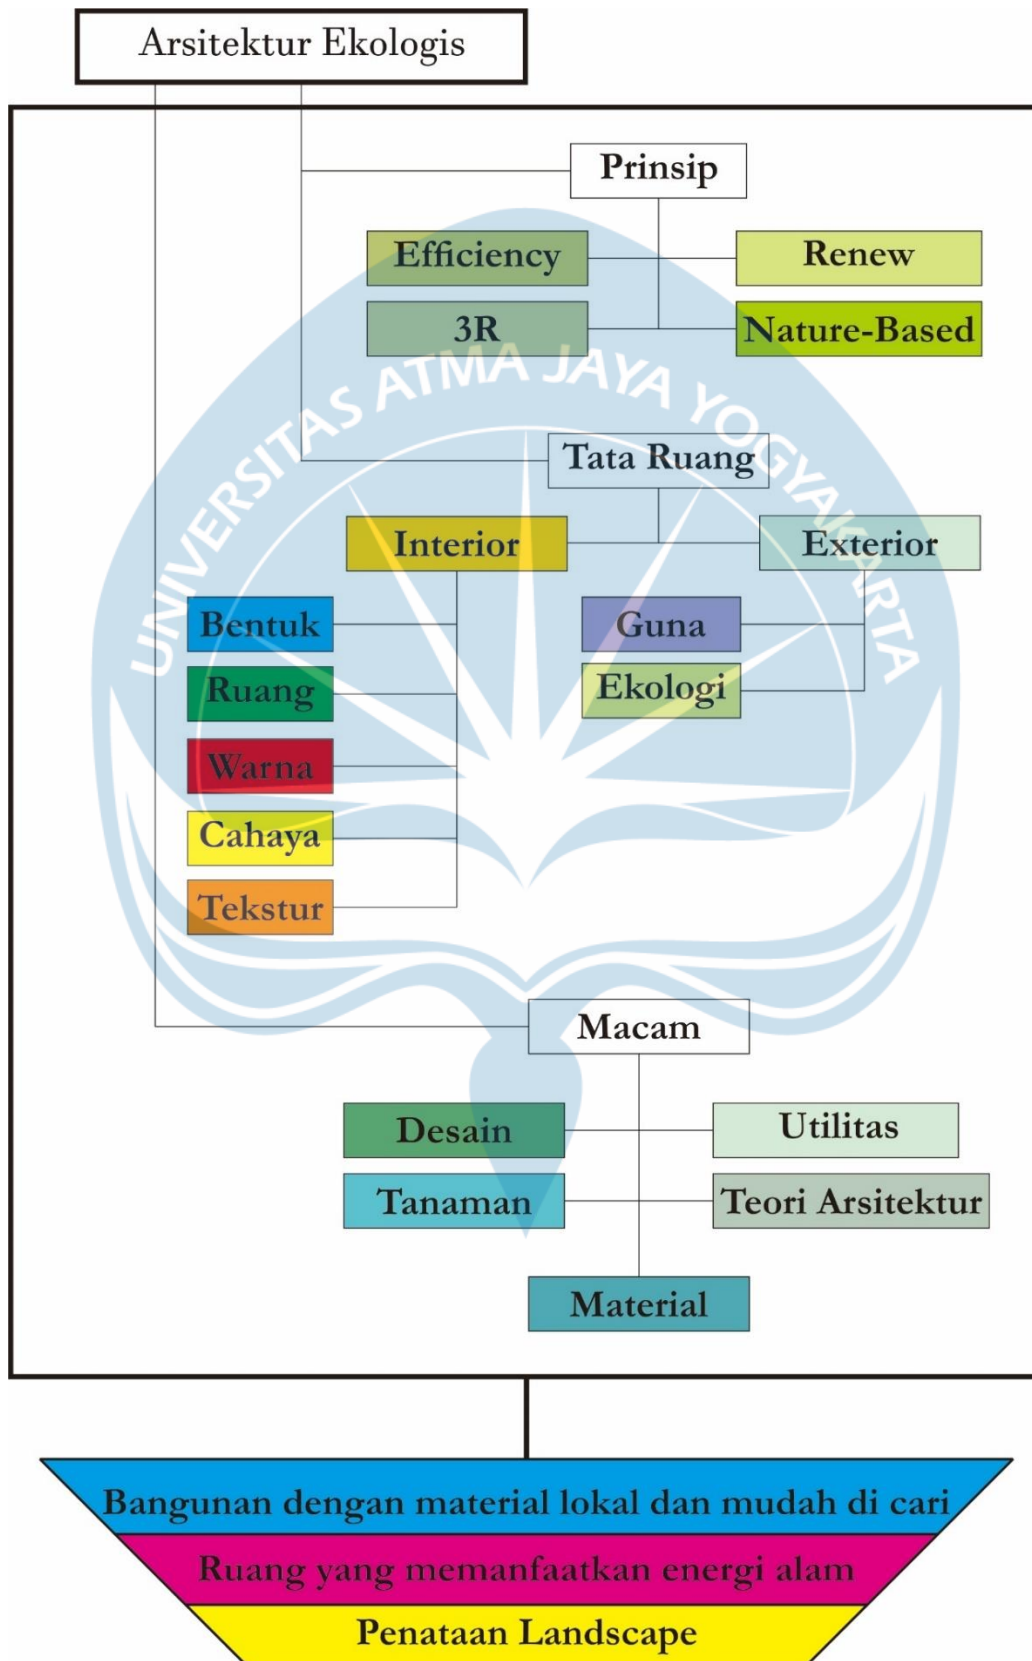 Arsitektur Ekologis
Prinsip
Efficiency
Renew
3R
Nature-Based
UNIVERSITAS ATMA JAYA YOGYAKARTA
Tata Ruang
Interior
Exterior
Bentuk
Guna
Ruang
Ekologi
Warna
Cahaya
Tekstur
Macam
Desain
Utilitas
Tanaman
Teori Arsitektur
Material
Bangunan dengan material lokal dan mudah di cari
Ruang yang memanfaatkan energi alam
Penataan Landscape